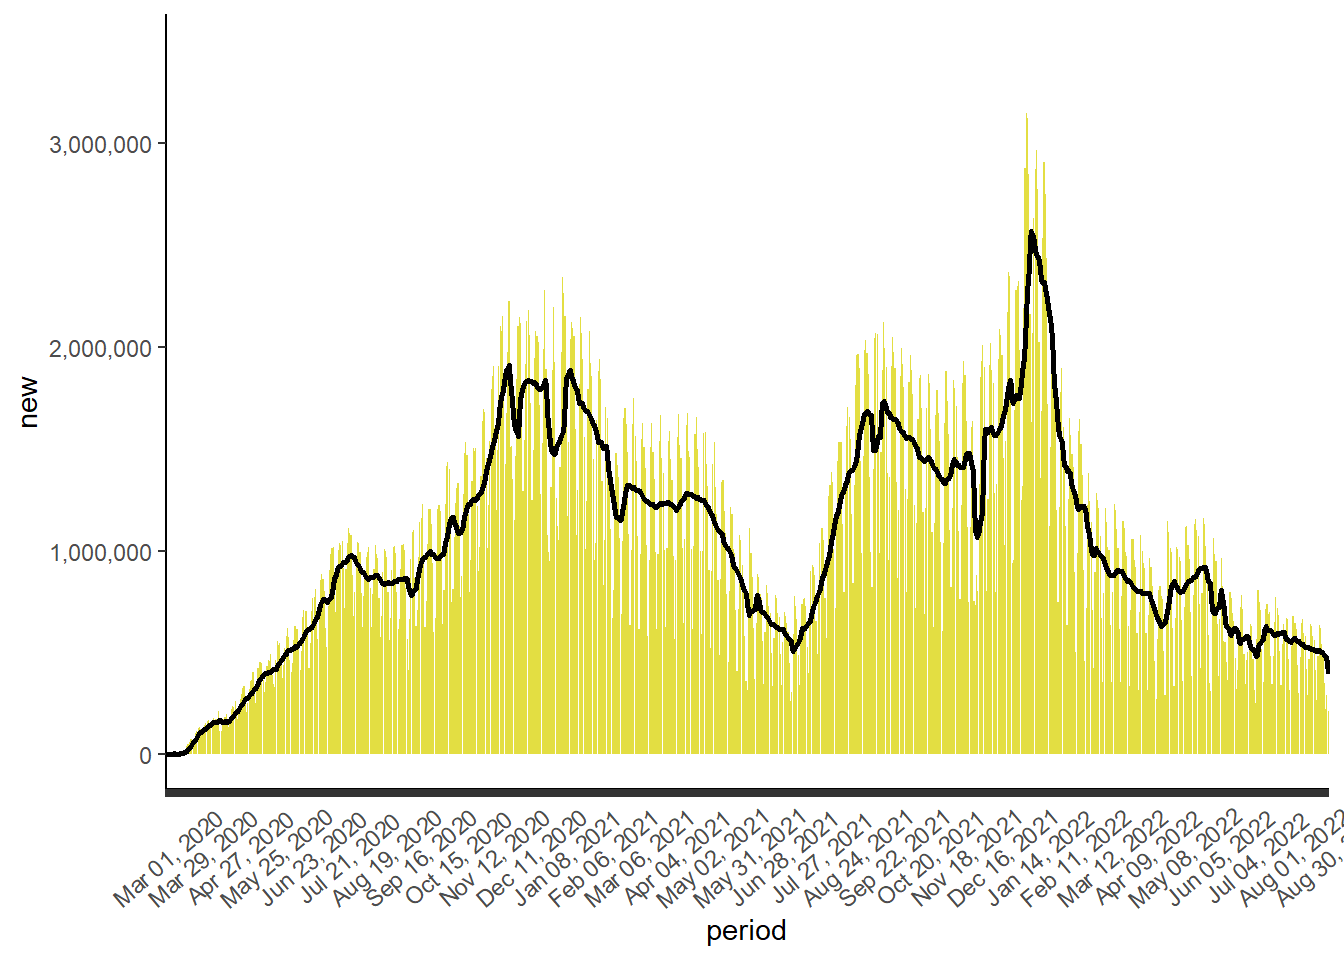 3,000,000
2,000,000
1,000,000
0
new
Mar 01, 2020
Mar 29, 2020
Apr 27, 2020
May 25, 2020
Jun 23, 2020
Jul 21, 2020
Aug 19, 2020
Sep 16, 2020
Oct 15, 2020
Nov 12, 2020
Dec 11, 2020
Jan 08, 2021
Feb 06, 2021
Mar 06, 2021
Apr 04, 2021
May 02, 2021
May 31, 2021
Jun 28, 2021
Jul 27, 2021
Aug 24, 2021
Sep 22, 2021
Oct 20, 2021
Nov 18, 2021
Dec 16, 2021
Jan 14, 2022
Feb 11, 2022
Mar 12, 2022
Apr 09, 2022
May 08, 2022
Jun 05, 2022
Jul 04, 2022
Aug 01, 2022
Aug 30,
period